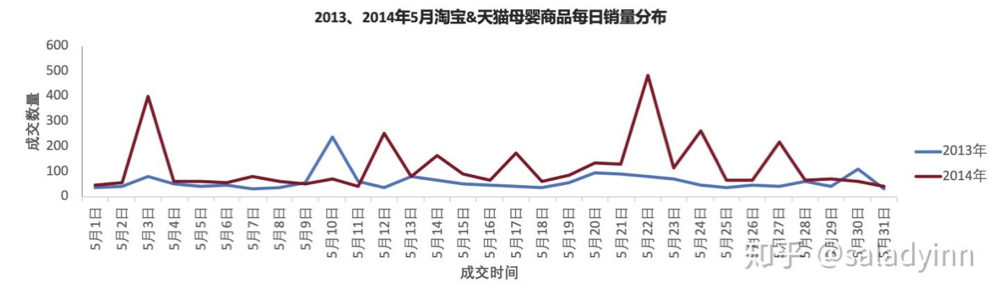 2013、2014年5月淘宝&天猫母婴商品每日销量分布
600
500
400
300
200
100
0
成交数量
5月1日
5月2日
5月3日
5月4日
5月5日
5月6日
5月7日
5月8日
5月9日
5月10日
5月11日
5月12日
5月13日
5月14日
5月15日
5月16日
5月17日
5月18日
5月19日
5月20日
5月21日
5月22日
5月23日
5月24日
5月25日
5月26日
5月27日
5月28日
5月29日
5月30日
5月31日
成交时间
2013年
2014年
知乎 @saladyinn